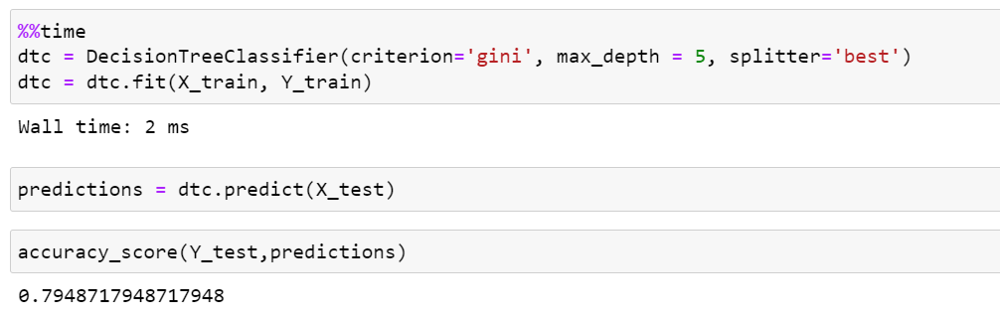 %%time
dtc = DecisionTreeClassifier(criterion='gini', max_depth = 5, splitter='best')
dtc = dtc.fit(X_train, Y_train)
Wall time: 2 ms
predictions = dtc.predict(X_test)
accuracy_score(Y_test,predictions)
0.7948717948717948